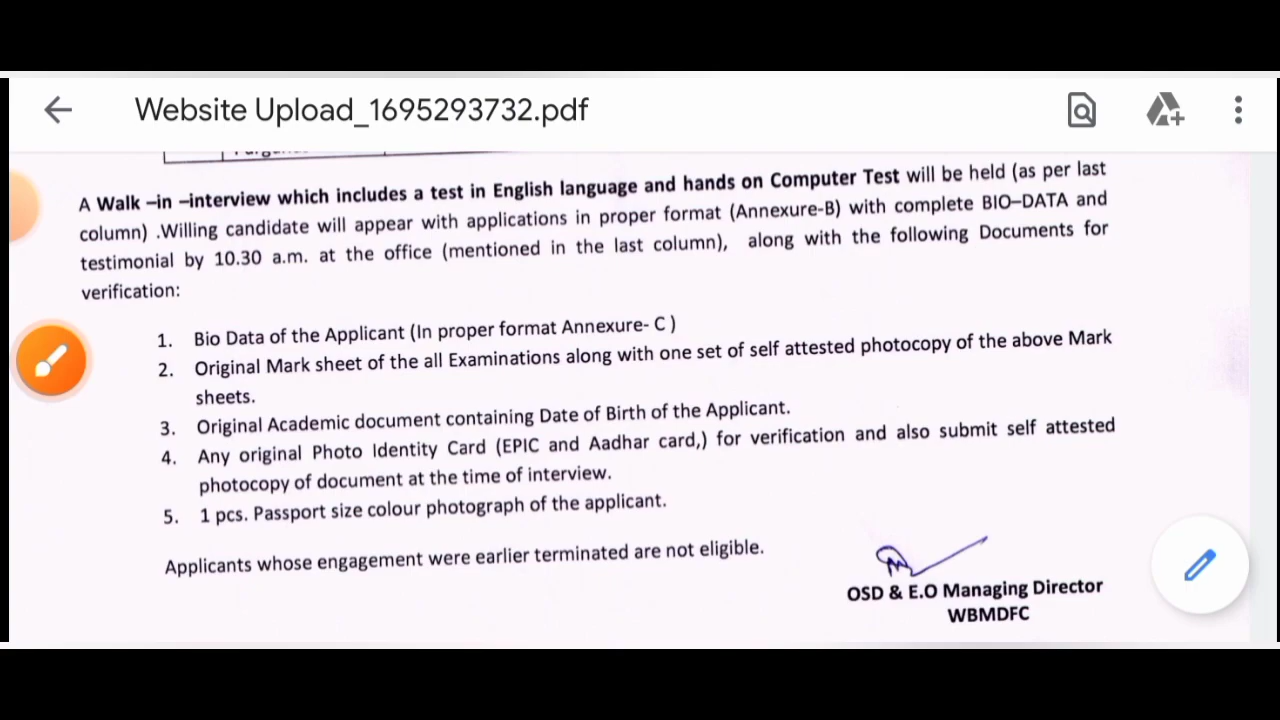 Website Upload_1695293732.pdf
A Walk –in –interview which includes a test in English language and hands on Computer Test will be held (as per last
column) .Willing candidate will appear with applications in proper format (Annexure-B) with complete BIO–DATA and
testimonial by 10.30 a.m. at the office (mentioned in the last column), along with the following Documents for
verification:
1. Bio Data of the Applicant (In proper format Annexure- C )
2. Original Mark sheet of the all Examinations along with one set of self attested photocopy of the above Mark
sheets.
3. Original Academic document containing Date of Birth of the Applicant.
4. Any original Photo Identity Card (EPIC and Aadhar card,) for verification and also submit self attested
photocopy of document at the time of interview.
5. 1 pcs. Passport size colour photograph of the applicant.
Applicants whose engagement were earlier terminated are not eligible.
OSD & E.O Managing Director
WBMDFC